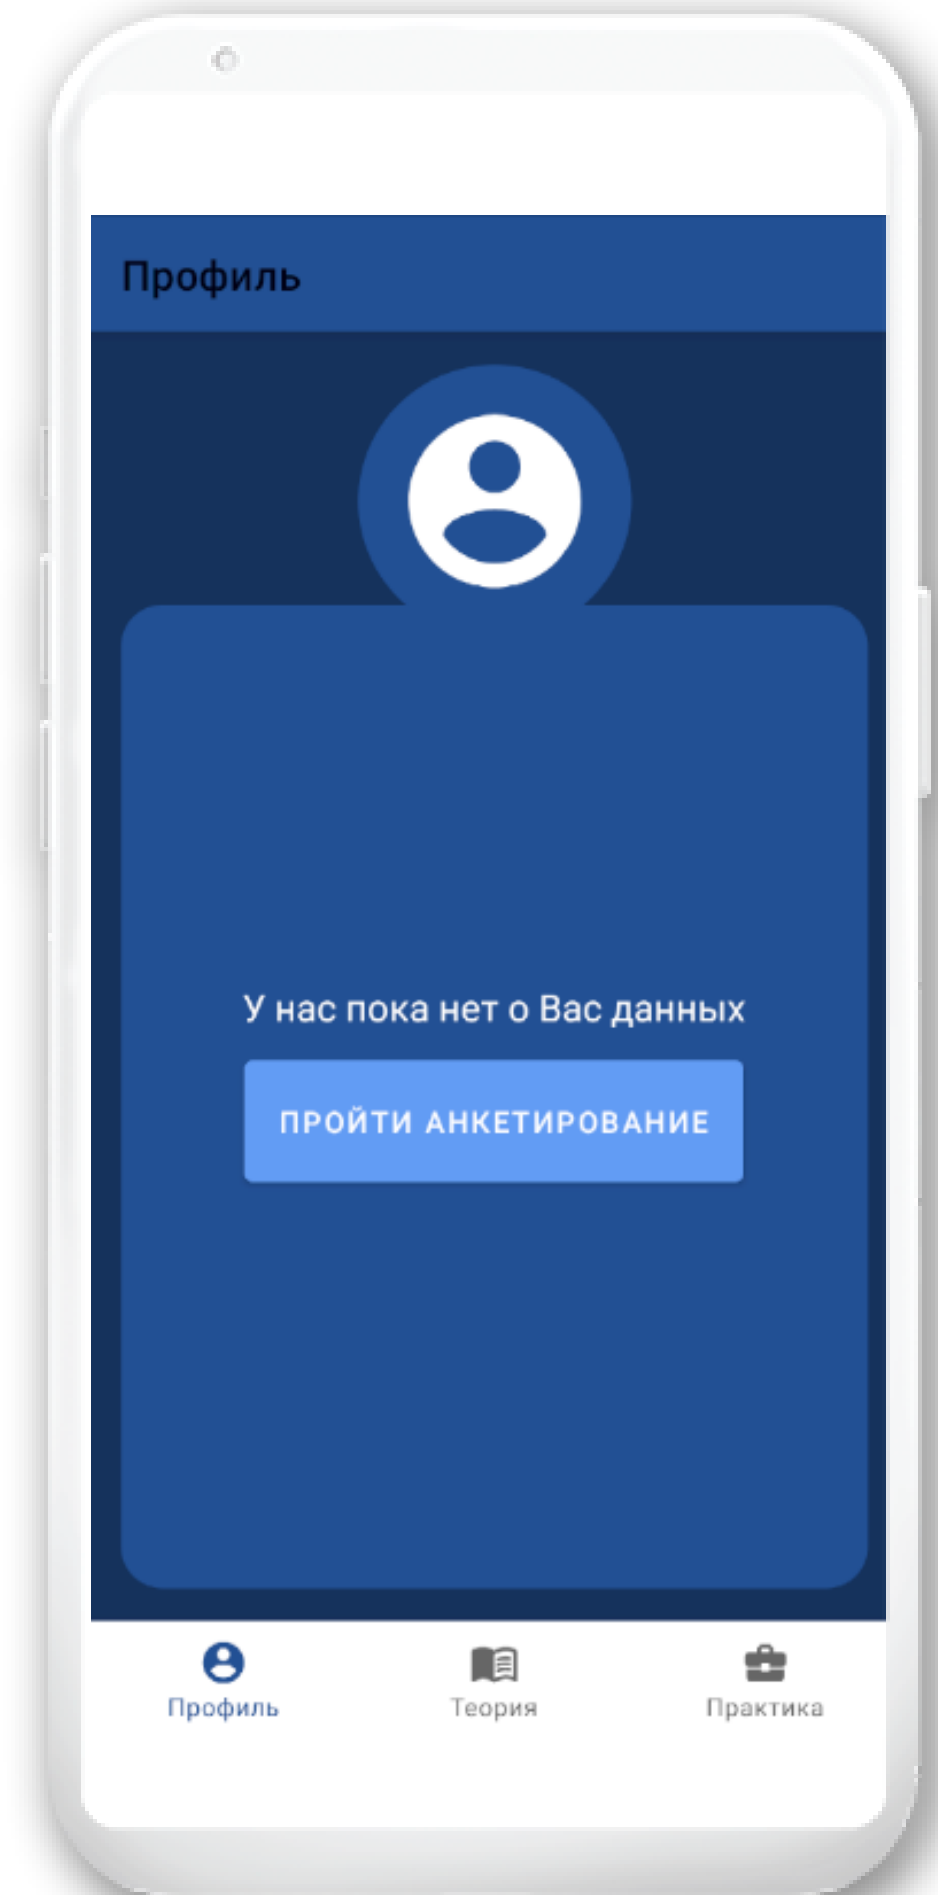 Профиль
У нас пока нет о Вас данных
ПРОЙТИ АНКЕТИРОВАНИЕ
Профиль
Теория
Практика